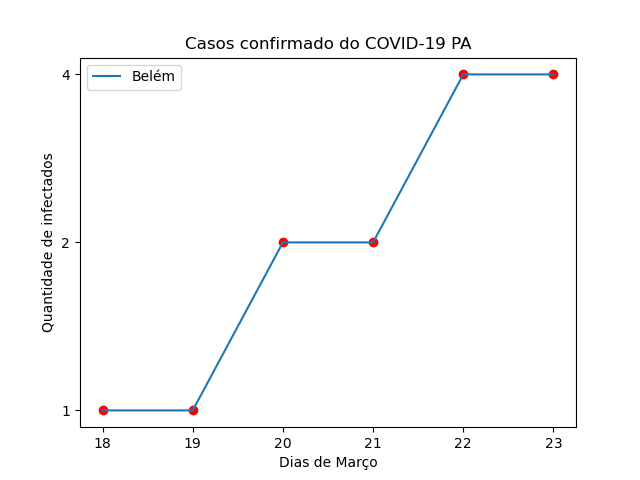 Casos confirmado do COVID-19 PA
Belém
Quantidade de infectados
4
2
1
18 19 20 21 22 23
Dias de Março